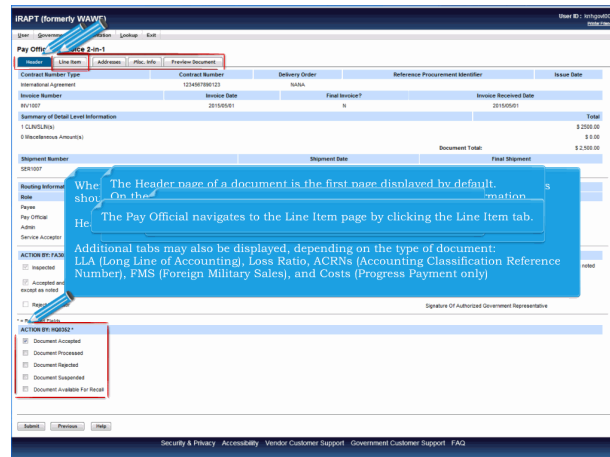 iRAPT (formerly WAWF)
User ID :
Printer Friendly
User Lookup Exit
Pay 2-in-1
Header Line Item Addresses Misc. Info Preview Document
Contract Number Type Contract Number Delivery Order Reference Procurement Identifier Issue Date
International Agreement 1234567890123 NANA
Invoice Number Invoice Date Final Invoice? Invoice Received Date
INV1007 2015/05/01 N 2015/05/01
Summary of Detail Level Information Total
1 CLIN/SLIN(s) $ 2500.00
0 Miscellaneous Amount(s) $ 0.00
Document Total: $ 2,500.00
Shipment Number Shipment Date Final Shipment
SER1007
Routing
Role
Payee
Pay Official
Admin
Service Acceptor
The Header page of a document is the first page displayed by default.
On the
The Pay Official navigates to the Line Item page by clicking the Line Item tab.
Additional tabs may also be displayed, depending on the type of document:
LLA (Long Line of Accounting), Loss Ratio, ACRNs (Accounting Classification Reference
Number), FMS (Foreign Military Sales), and Costs (Progress Payment only)
ACTION BY:
Inspected
noted
Accepted
except as noted
Signature Of Authorized Government Representative
ACTION BY: HQ0352 *
Document Accepted
Document Processed
Document Rejected
Document Suspended
Document Available For Recall
Submit Previous Help
Security & Privacy Accessibility Vendor Customer Support Government Customer Support FAQ